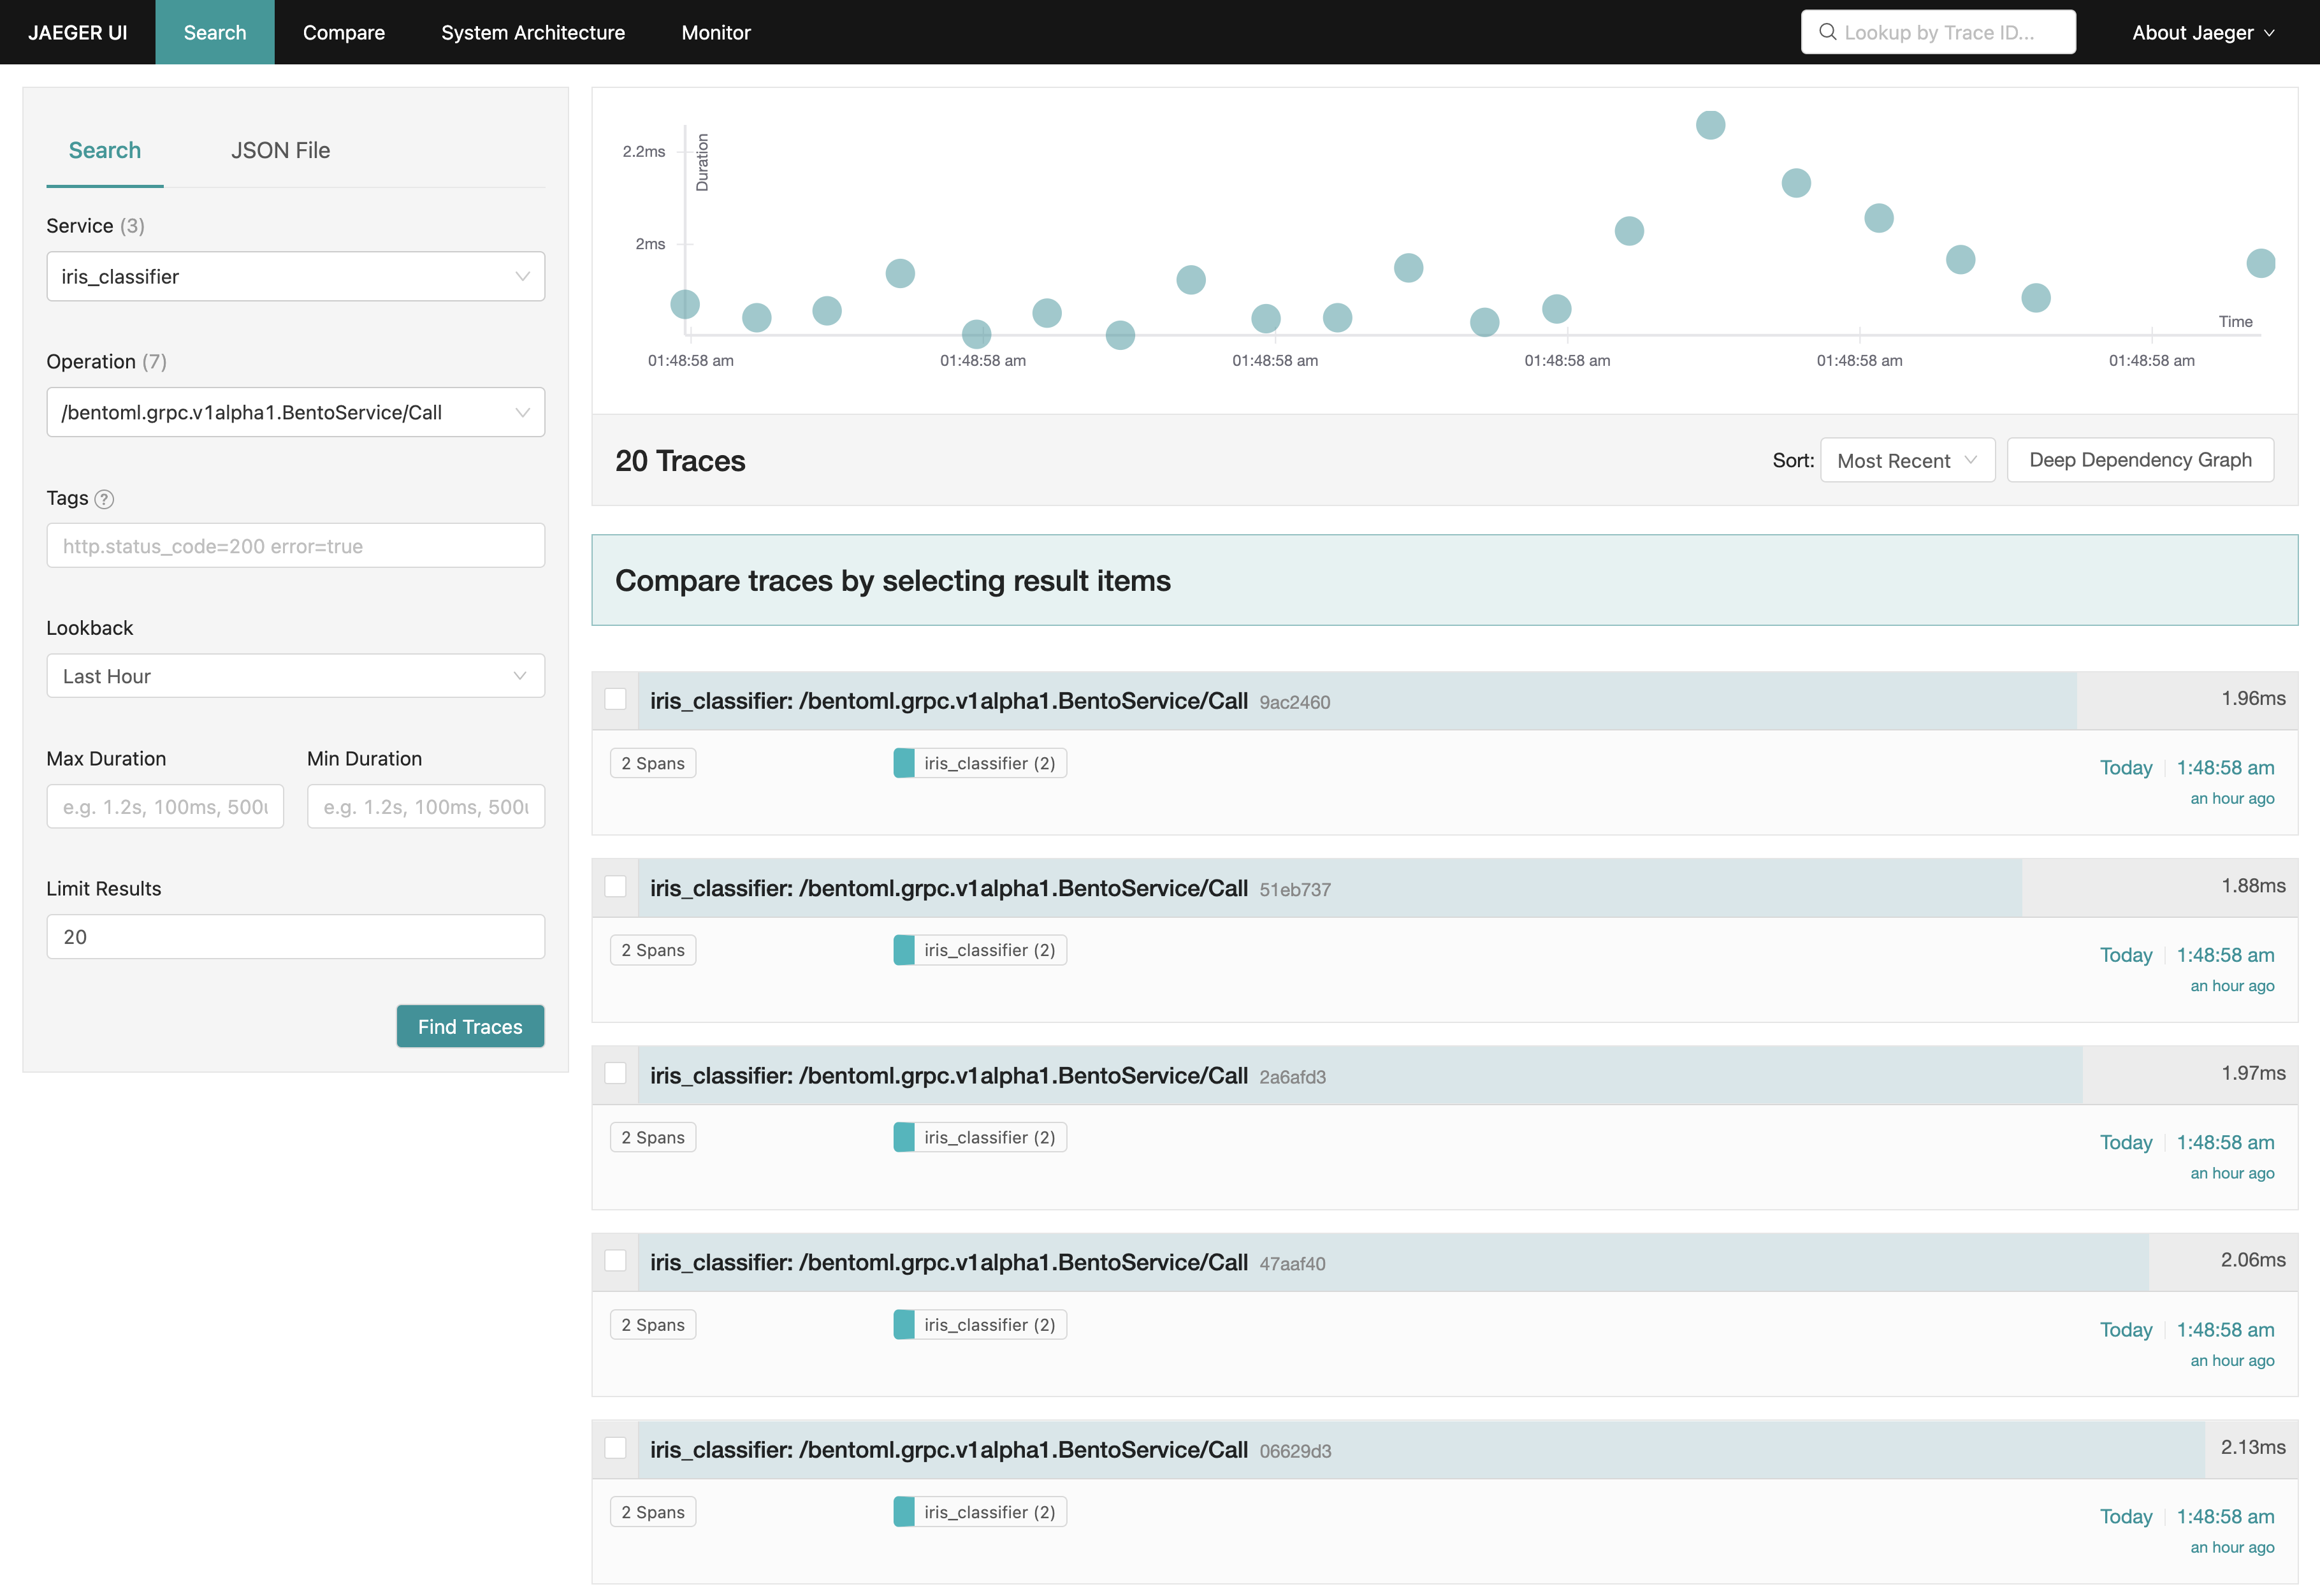 JAEGER UI
Search
Compare
System Architecture
Monitor
Lookup by Trace ID...
About Jaeger
Search
JSON File
Service (3)
iris_classifier
Operation (7)
/bentoml.grpc.v1alpha1.BentoService/Call
Tags ?
http.status_code=200 error=true
Lookback
Last Hour
Max Duration
Min Duration
e.g. 1.2s, 100ms, 500u
e.g. 1.2s, 100ms, 500u
Limit Results
20
Find Traces
2.2ms
2ms
Duration
Time
01:48:58 am
01:48:58 am
01:48:58 am
01:48:58 am
01:48:58 am
01:48:58 am
20 Traces
Sort:
Most Recent
Deep Dependency Graph
Compare traces by selecting result items
iris_classifier: /bentoml.grpc.v1alpha1.BentoService/Call 9ac2460
1.96ms
2 Spans
iris_classifier (2)
Today
1:48:58 am
an hour ago
iris_classifier: /bentoml.grpc.v1alpha1.BentoService/Call 51eb737
1.88ms
2 Spans
iris_classifier (2)
Today
1:48:58 am
an hour ago
iris_classifier: /bentoml.grpc.v1alpha1.BentoService/Call 2a6afd3
1.97ms
2 Spans
iris_classifier (2)
Today
1:48:58 am
an hour ago
iris_classifier: /bentoml.grpc.v1alpha1.BentoService/Call 47aaf40
2.06ms
2 Spans
iris_classifier (2)
Today
1:48:58 am
an hour ago
iris_classifier: /bentoml.grpc.v1alpha1.BentoService/Call 06629d3
2.13ms
2 Spans
iris_classifier (2)
Today
1:48:58 am
an hour ago